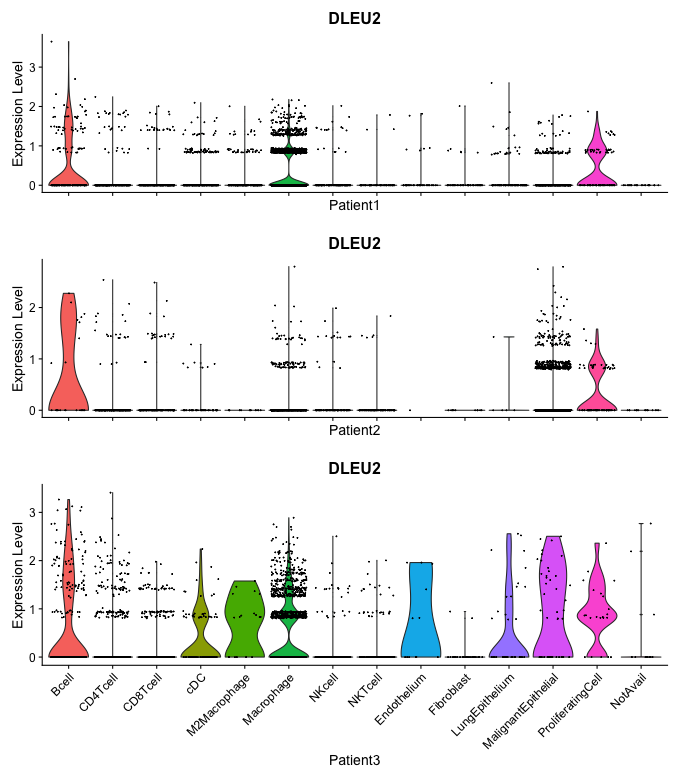 DLEU2
Expression Level
3
2
1
0
Patient1
DLEU2
Expression Level
2
1
0
Patient2
DLEU2
Expression Level
3
2
1
0
Bcell
CD4Tcell
CD8Tcell
cDC
M2Macrophage
Macrophage
NKcell
NKTcell
Endothelium
Fibroblast
LungEpithelium
MalignantEpithelial
ProliferatingCell
NotAvail
Patient3